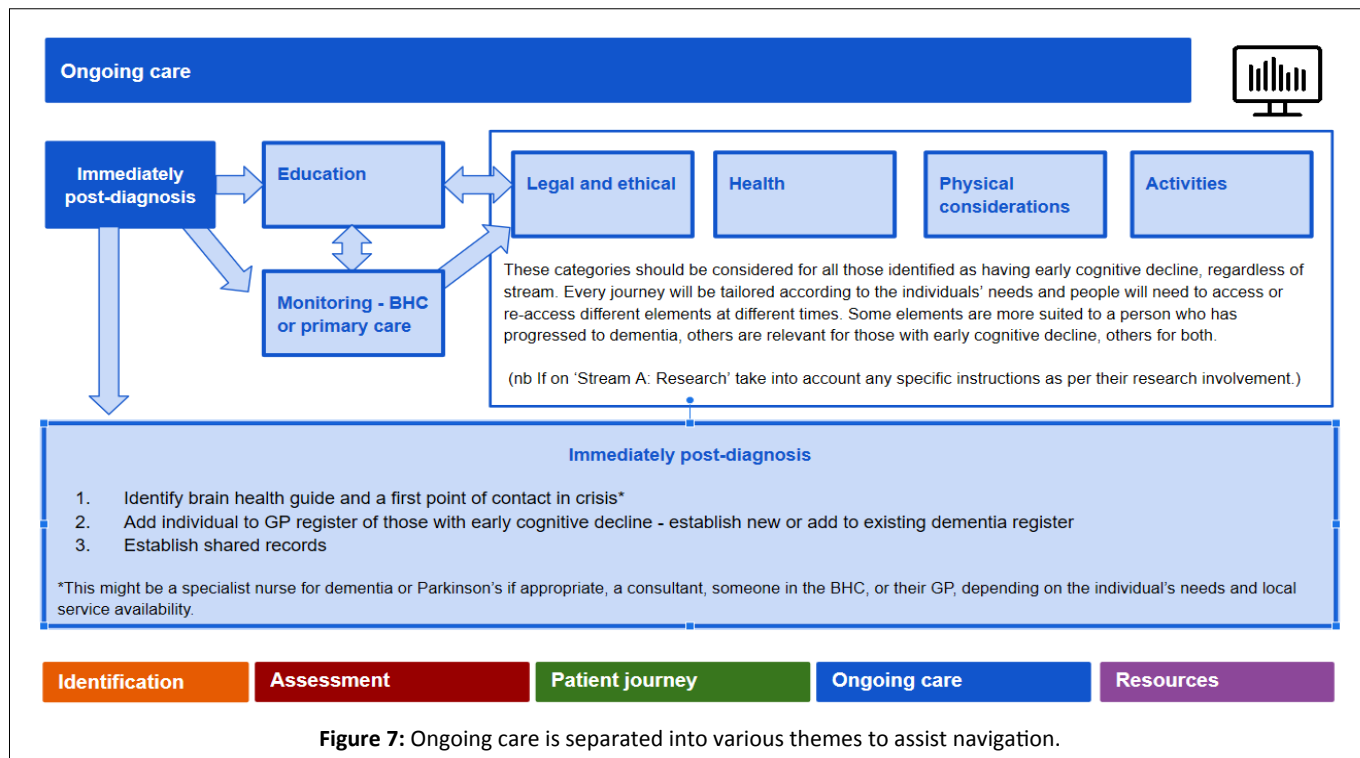 Ongoing care
Immediately
post-diagnosis
Education
Monitoring - BHC
or primary care
Legal and ethical
Health
Physical
considerations
Activities
These categories should be considered for all those identified as having early cognitive decline, regardless of
stream. Every journey will be tailored according to the individuals’ needs and people will need to access or
re-access different elements at different times. Some elements are more suited to a person who has
progressed to dementia, others are relevant for those with early cognitive decline, others for both.
(nb If on ‘Stream A: Research’ take into account any specific instructions as per their research involvement.)
Immediately post-diagnosis
1. Identify brain health guide and a first point of contact in crisis*
2. Add individual to GP register of those with early cognitive decline - establish new or add to existing dementia register
3. Establish shared records
*This might be a specialist nurse for dementia or Parkinson’s if appropriate, a consultant, someone in the BHC, or their GP, depending on the individual’s needs and local
service availability.
Identification
Assessment
Patient journey
Ongoing care
Resources
Figure 7: Ongoing care is separated into various themes to assist navigation.